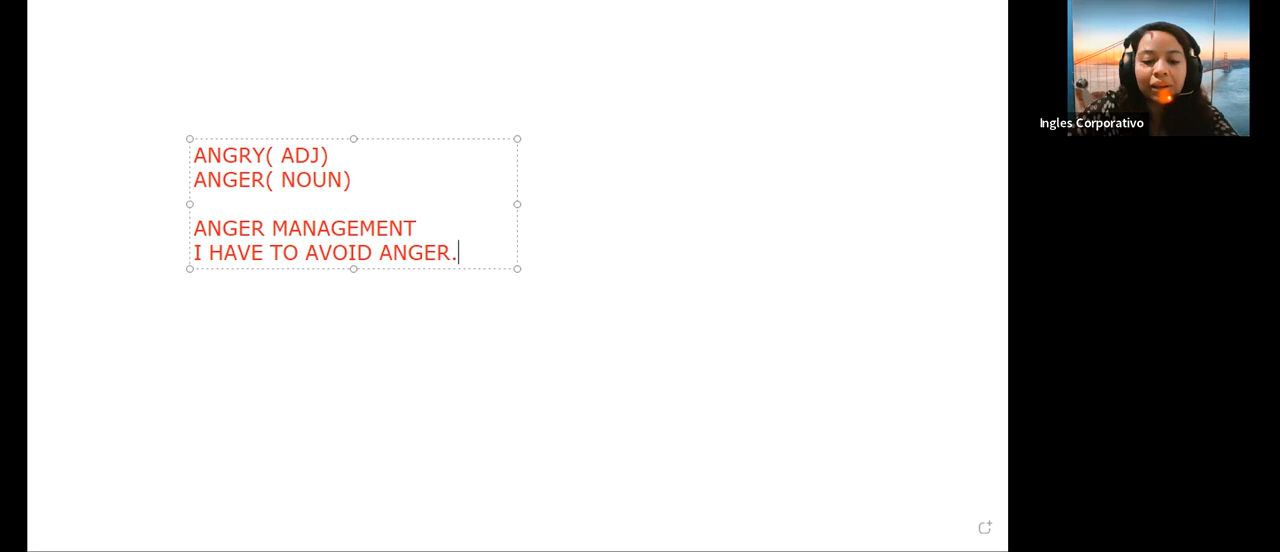 ANGRY( ADJ)
ANGER( NOUN)
ANGER MANAGEMENT
I HAVE TO AVOID ANGER.
Ingles Corporativo